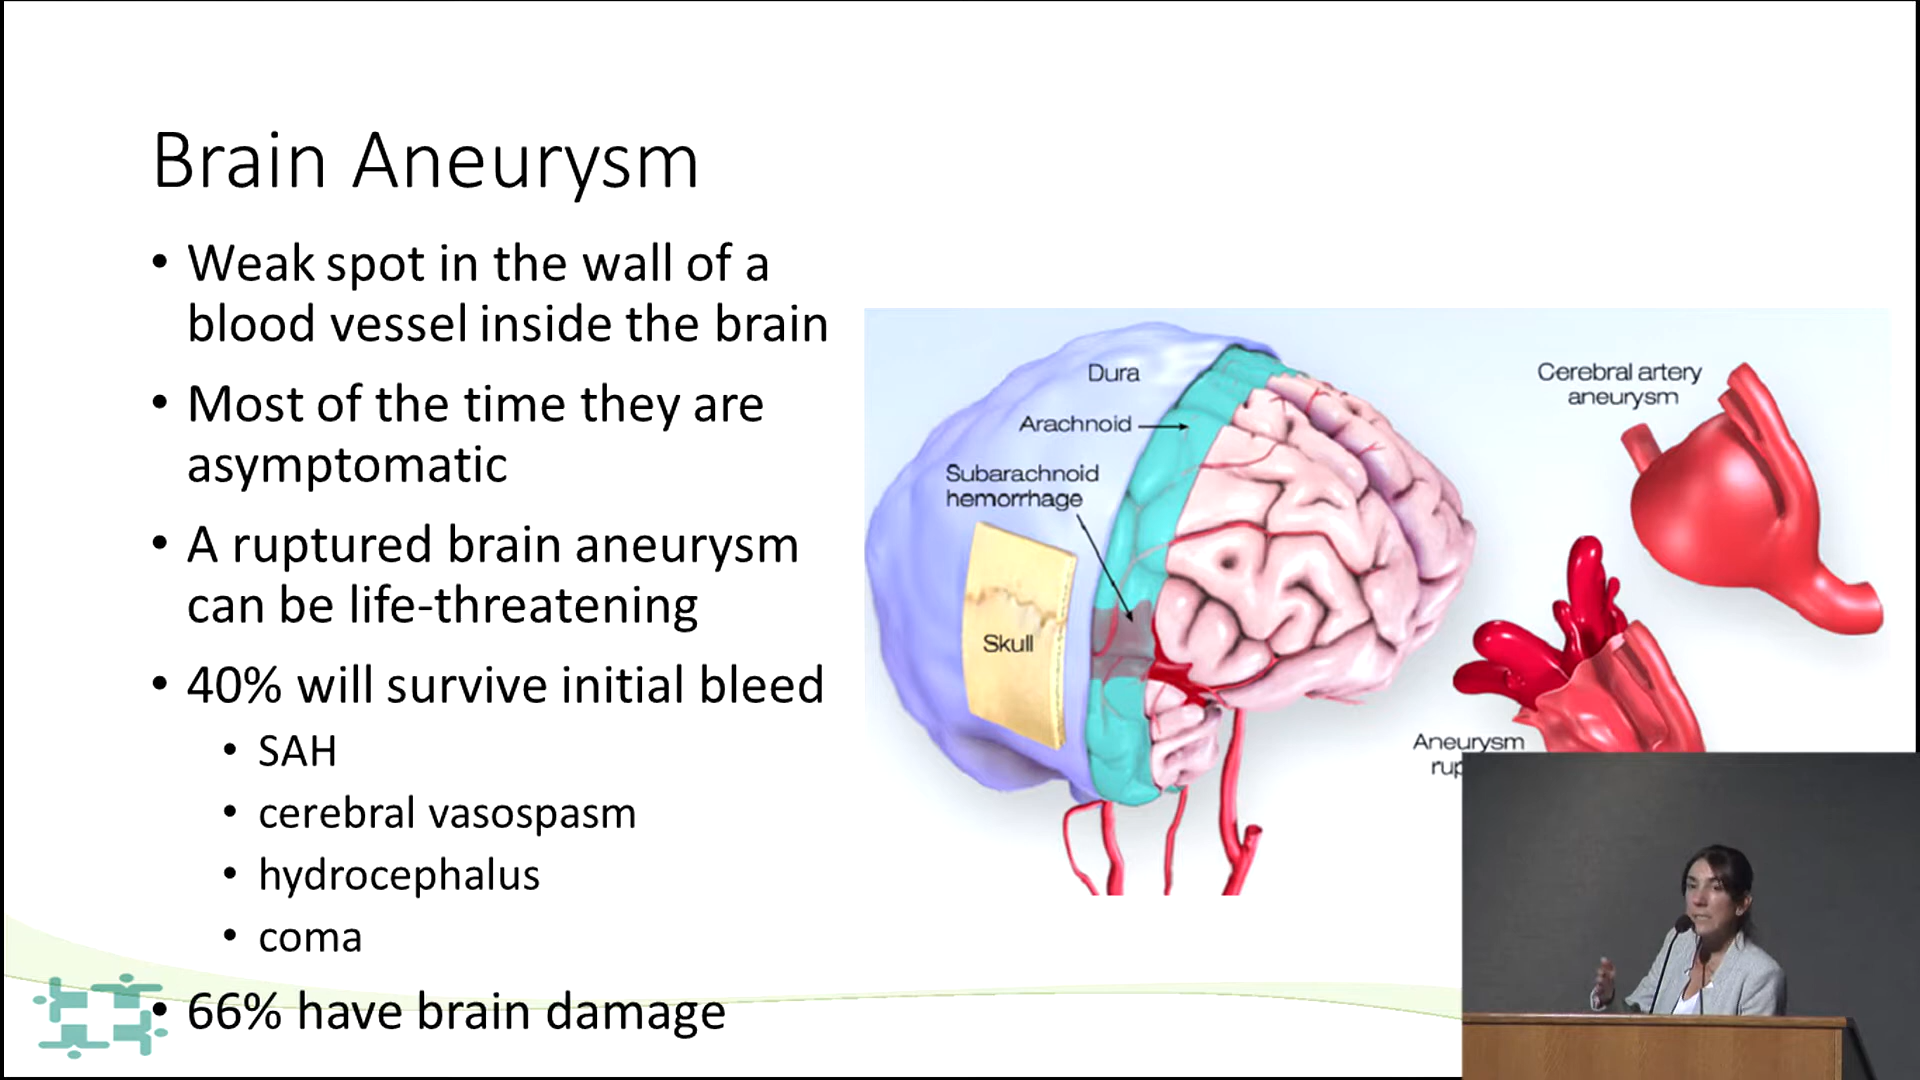 Brain Aneurysm
• Weak spot in the wall of a
blood vessel inside the brain
• Most of the time they are
asymptomatic
• A ruptured brain aneurysm
can be life-threatening
• 40% will survive initial bleed
• SAH
• cerebral vasospasm
• hydrocephalus
• coma
• 66% have brain damage
Dura
Arachnoid
Subarachnoid
hemorrhage
Skull
Cerebral artery
aneurysm
Aneurysm